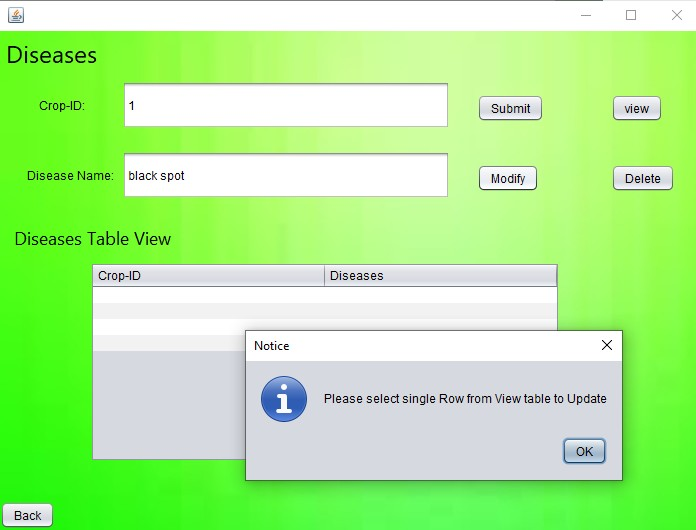 Diseases
Crop-ID: 1 Submit view
Disease Name: black spot Modify Delete
Diseases Table View
Crop-ID Diseases
Notice
Please select single Row from View table to Update
OK
Back